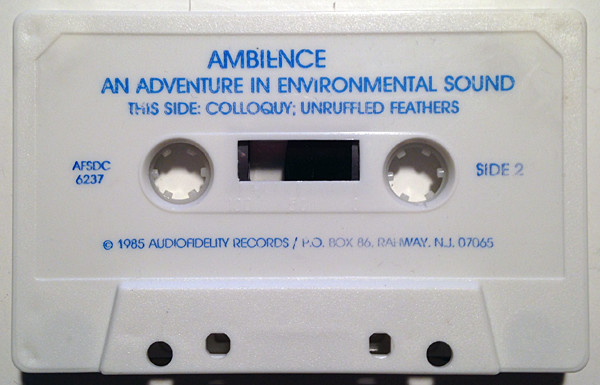 AMBIENCE
AN ADVENTURE IN ENVIRONMENTAL SOUND
THIS SIDE: COLLOQUY; UNRUFFLED FEATHERS
AFSDC
6237
SIDE 2
© 1985 AUDIOFIDELITY RECORDS / P.O. BOX 86, RAHWAY, N.J. 07065